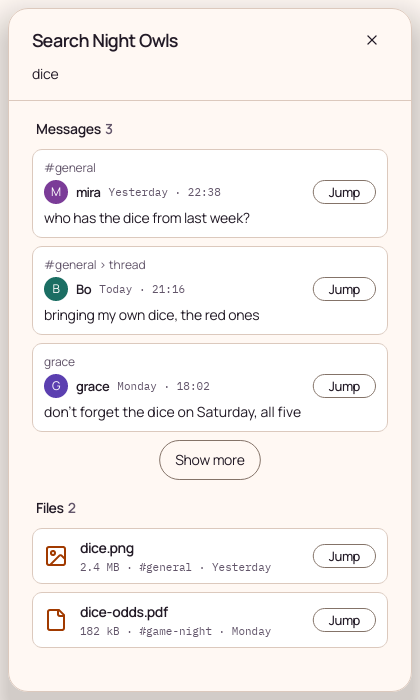 Search Night Owls
dice
Messages 3
#general
M mira Yesterday · 22:38 Jump
who has the dice from last week?
#general › thread
B Bo Today · 21:16 Jump
bringing my own dice, the red ones
grace
G grace Monday · 18:02 Jump
don't forget the dice on Saturday, all five
Show more
Files 2
dice.png
2.4 MB · #general · Yesterday
Jump
dice-odds.pdf
182 kB · #game-night · Monday
Jump